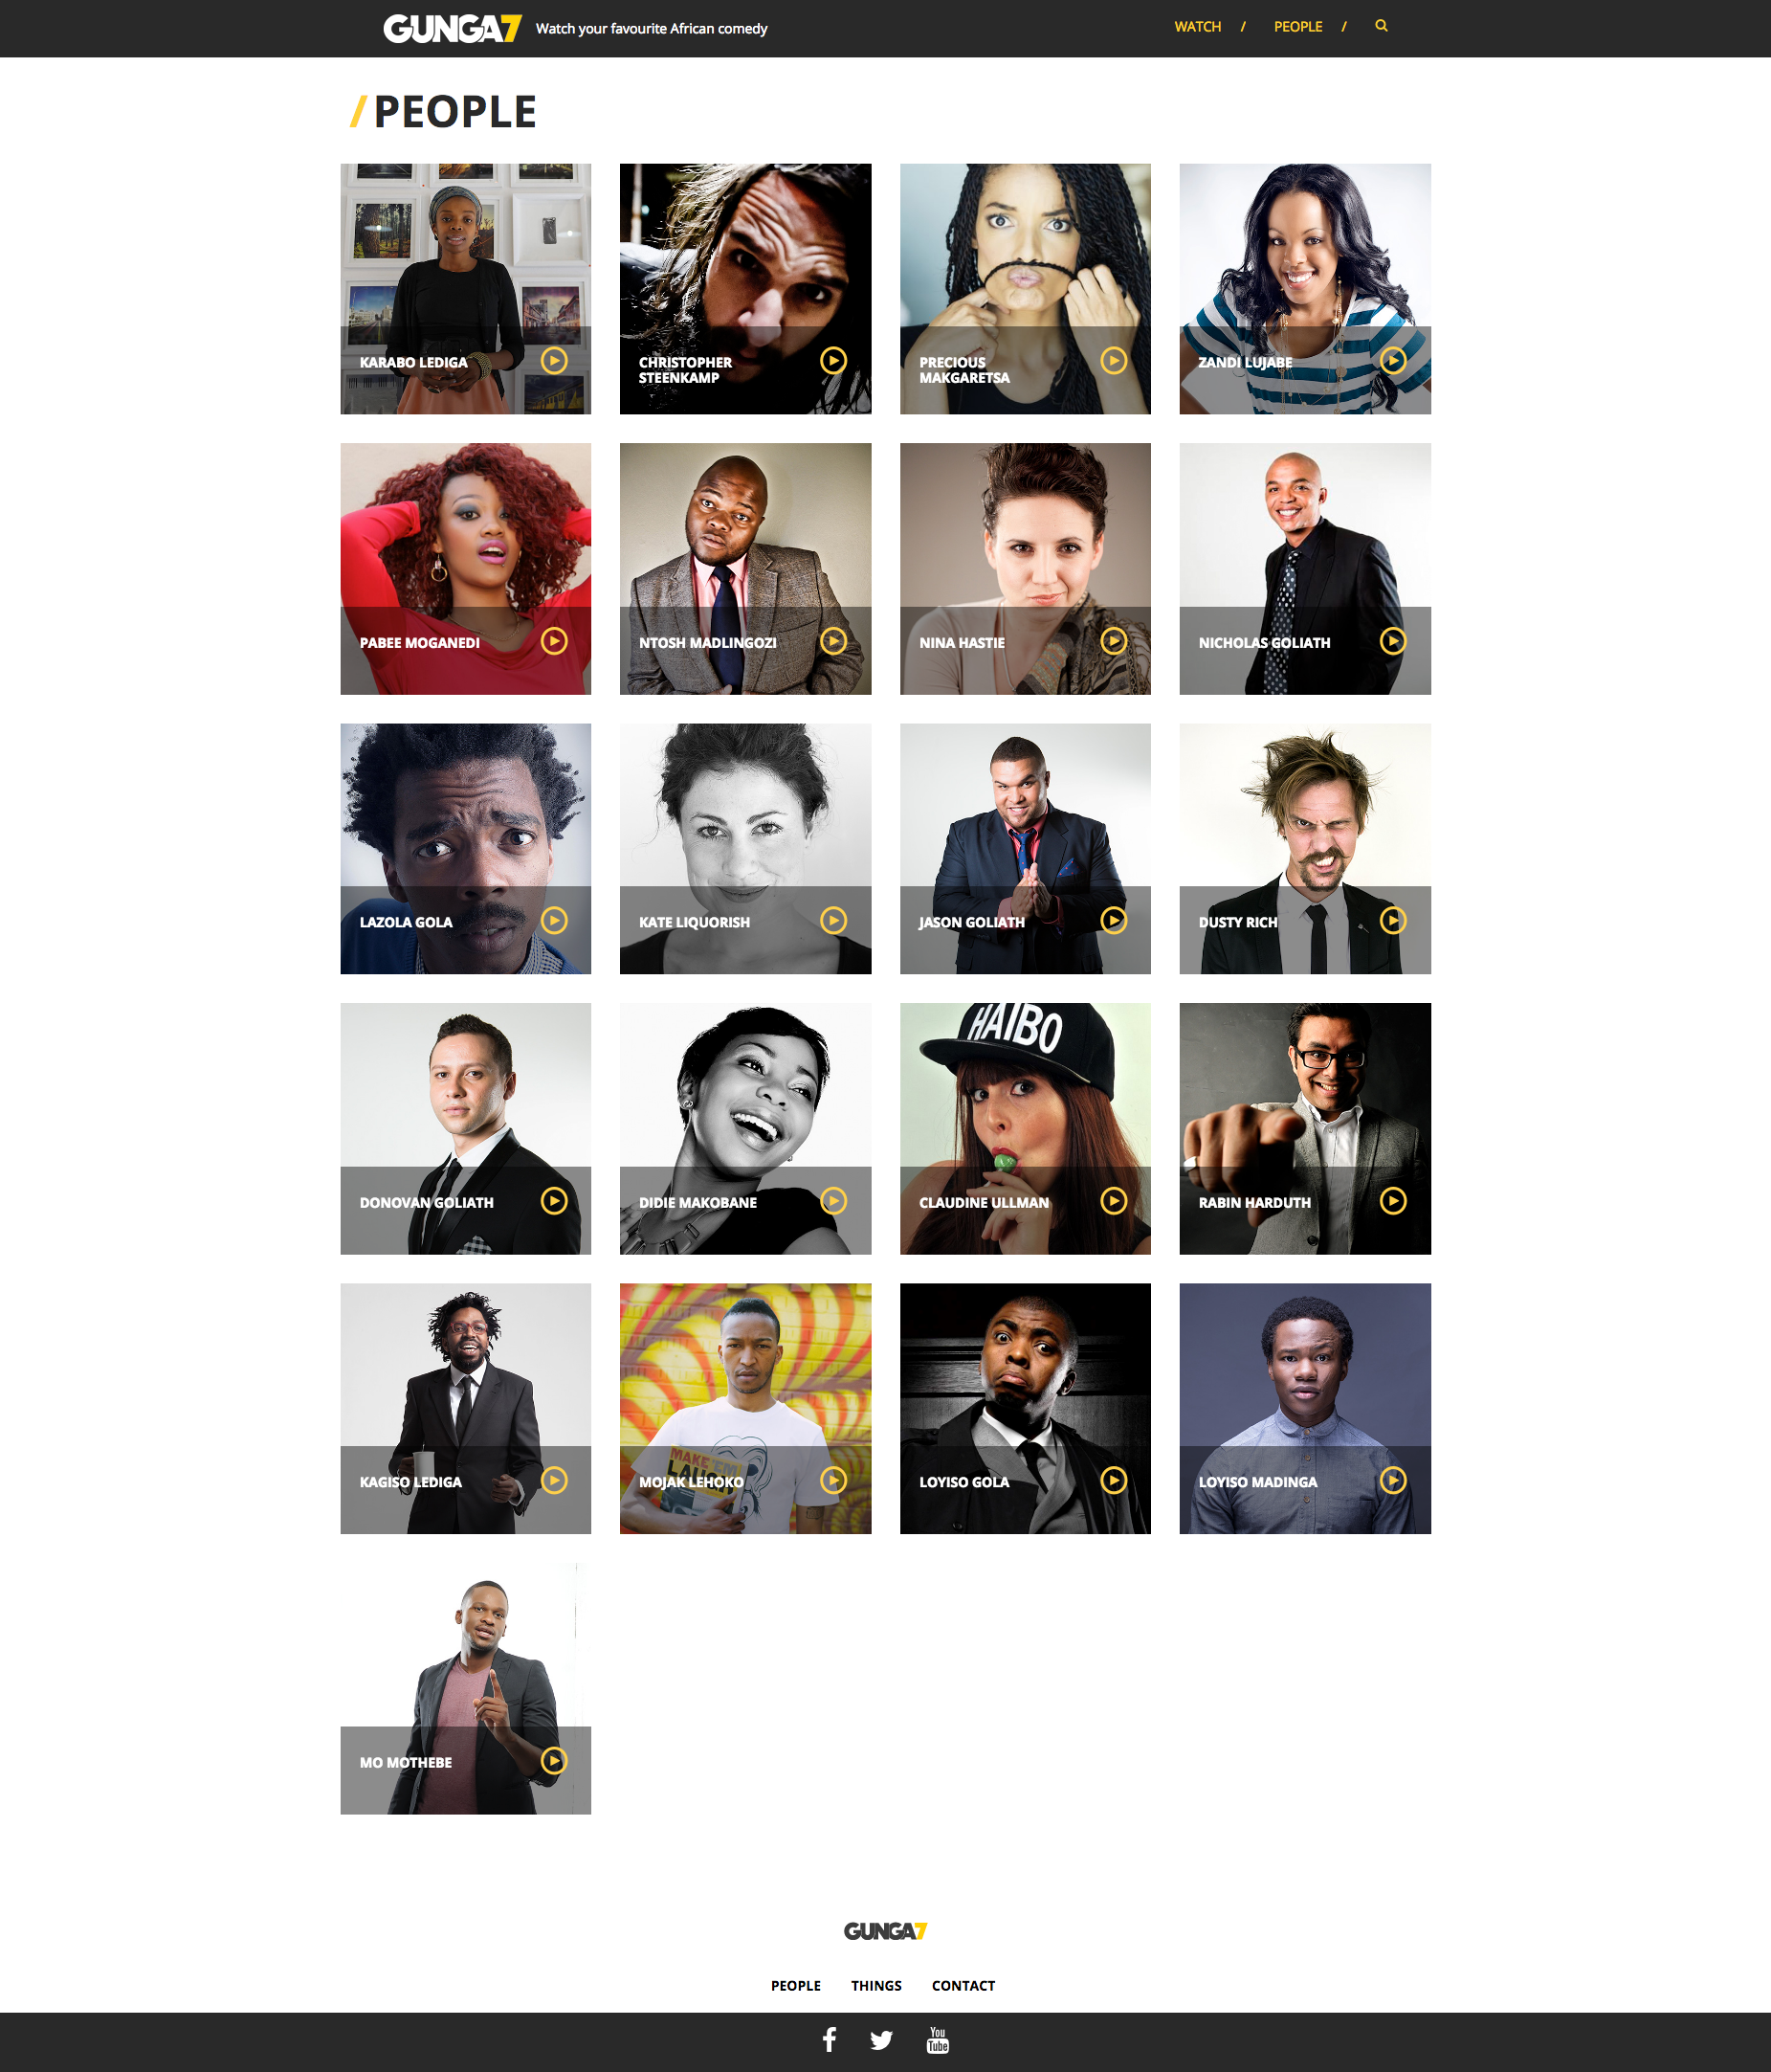 GUNGA7 Watch your favourite African comedy WATCH / PEOPLE /
/ PEOPLE
KARABO LEDIGA
CHRISTOPHER
STEENKAMP
PRECIOUS
MAKGARETSA
ZANDI LUJABE
PABEE MOGANEDI
NTOSH MADLINGOZI
NINA HASTIE
NICHOLAS GOLIATH
LAZOLA GOLA
KATE LIQUORISH
JASON GOLIATH
DUSTY RICH
HAIBO
DONOVAN GOLIATH
DIDIE MAKOBANE
CLAUDINE ULLMAN
RABIN HARDUTH
MAKE 'EM
LAUGH
KAGISO LEDIGA
MOJAK LEHOKO
LOYISO GOLA
LOYISO MADINGA
MO MOTHEBE
GUNGA7
PEOPLE THINGS CONTACT
You
Tube